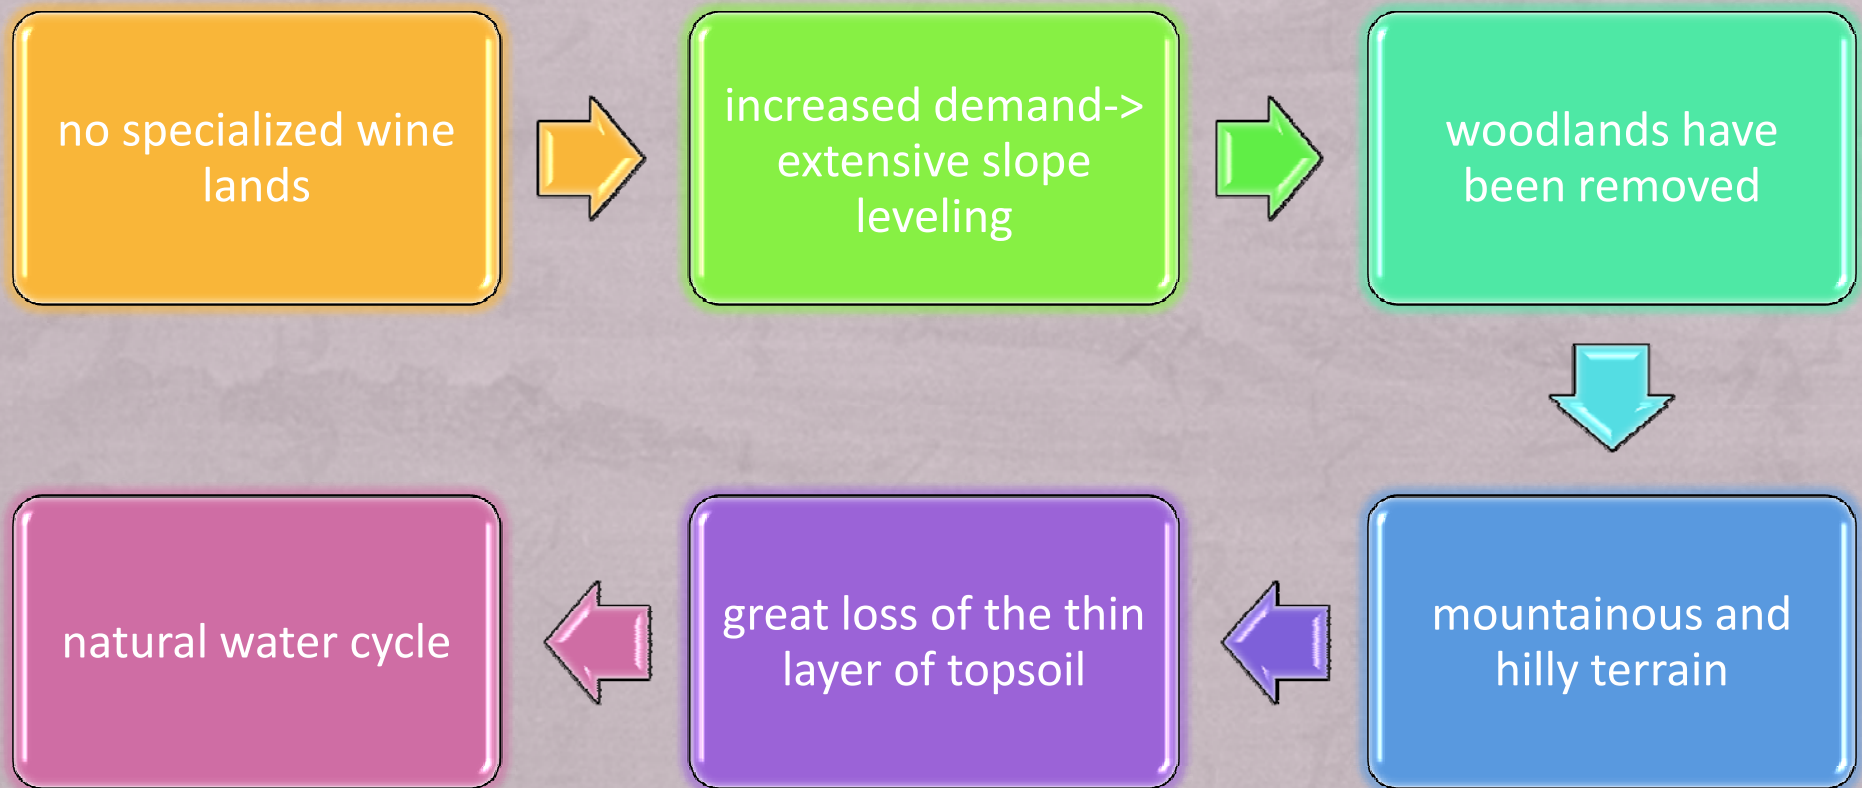 no specialized wine
lands
increased demand->
extensive slope
leveling
woodlands have
been removed
mountainous and
hilly terrain
great loss of the thin
layer of topsoil
natural water cycle